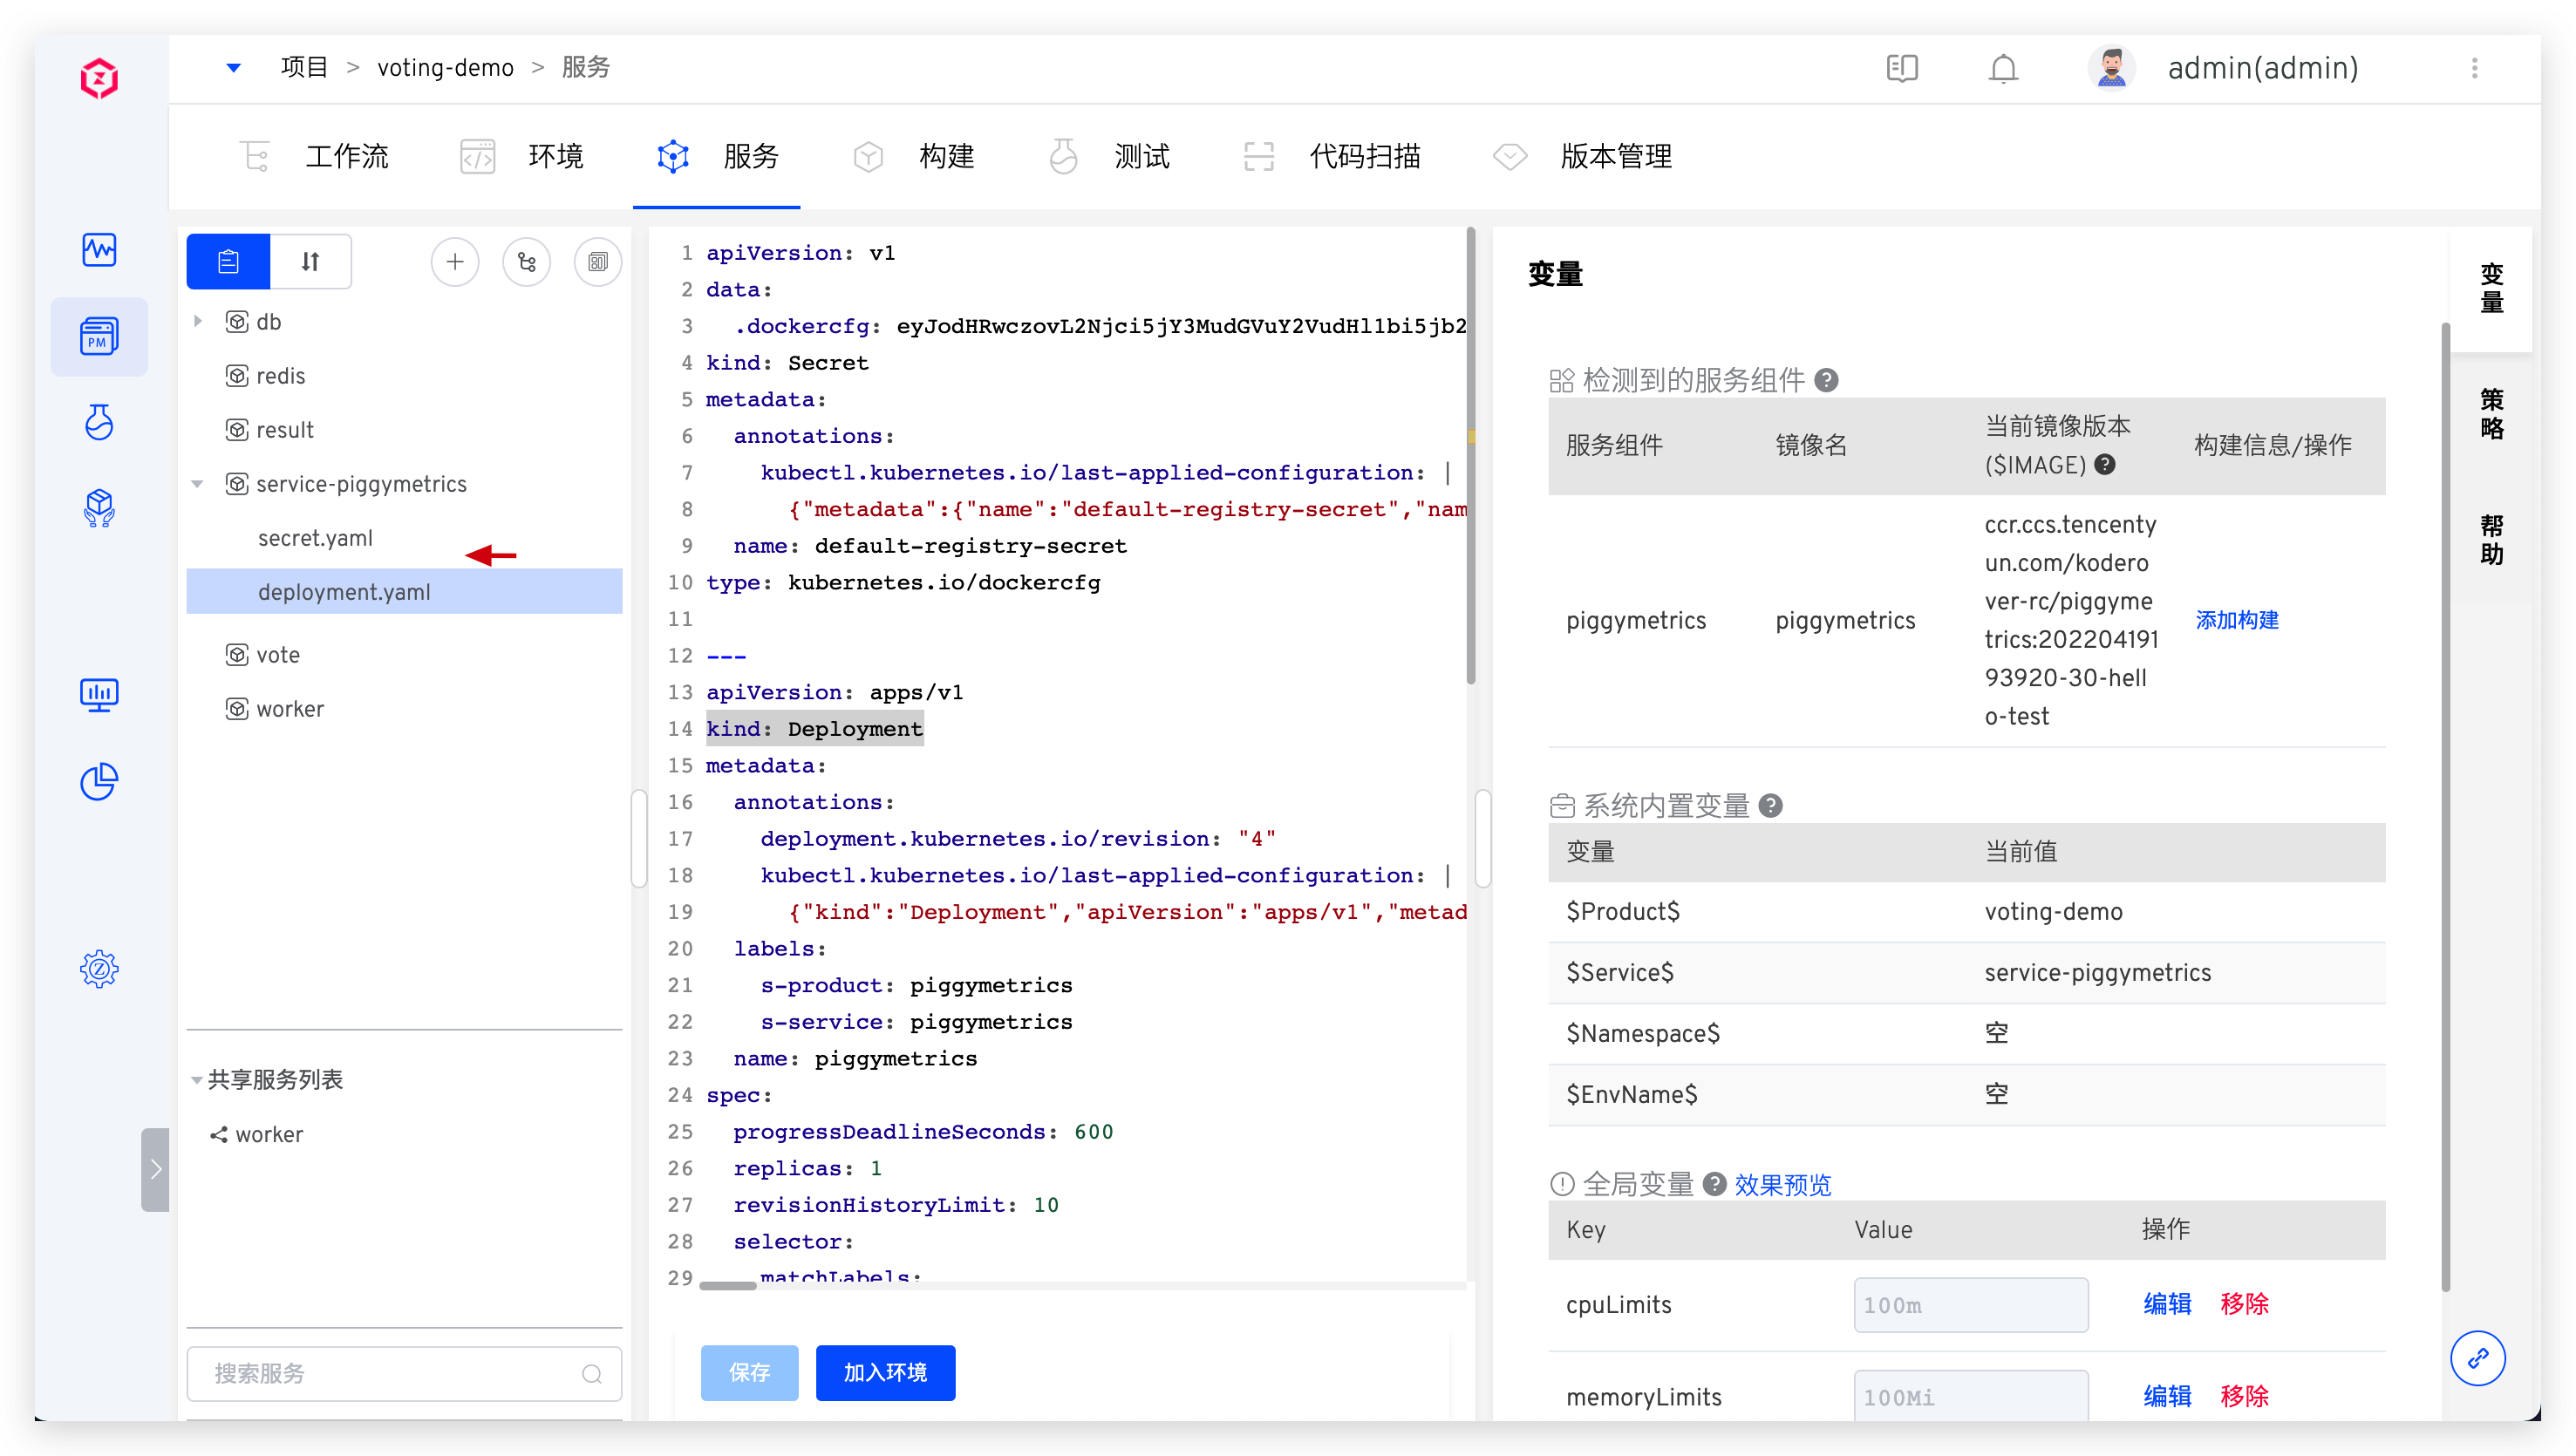 项目 > voting-demo > 服务
admin(admin)
工作流 环境 服务 构建 测试 代码扫描 版本管理
PM
db
redis
result
service-piggymetrics
secret.yaml
deployment.yaml
vote
worker
共享服务列表
worker
搜索服务
1 apiVersion: v1
2 data:
3 .dockercfg: eyJodHRwczovL2Njci5jY3MudGVuY2VudHl1bi5jb2
4 kind: Secret
5 metadata:
6 annotations:
7 kubectl.kubernetes.io/last-applied-configuration: |
8 {"metadata":{"name":"default-registry-secret","nam
9 name: default-registry-secret
10 type: kubernetes.io/dockercfg
11
12 ---
13 apiVersion: apps/v1
14 kind: Deployment
15 metadata:
16 annotations:
17 deployment.kubernetes.io/revision: "4"
18 kubectl.kubernetes.io/last-applied-configuration: |
19 {"kind":"Deployment","apiVersion":"apps/v1","metad
20 labels:
21 s-product: piggymetrics
22 s-service: piggymetrics
23 name: piggymetrics
24 spec:
25 progressDeadlineSeconds: 600
26 replicas: 1
27 revisionHistoryLimit: 10
28 selector:
29 matchLabels:
保存 加入环境
变量
检测到的服务组件
服务组件 镜像名 当前镜像版本 构建信息/操作
($IMAGE)
piggymetrics piggymetrics
ccr.ccs.tencenty
un.com/kodero
ver-rc/piggyme
trics:202204191
93920-30-hell
o-test
添加构建
系统内置变量
变量 当前值
$Product$ voting-demo
$Service$ service-piggymetrics
$Namespace$ 空
$EnvName$ 空
全局变量 效果预览
Key Value 操作
cpuLimits 100m 编辑 移除
memoryLimits 100Mi 编辑 移除
变量
策略
帮助